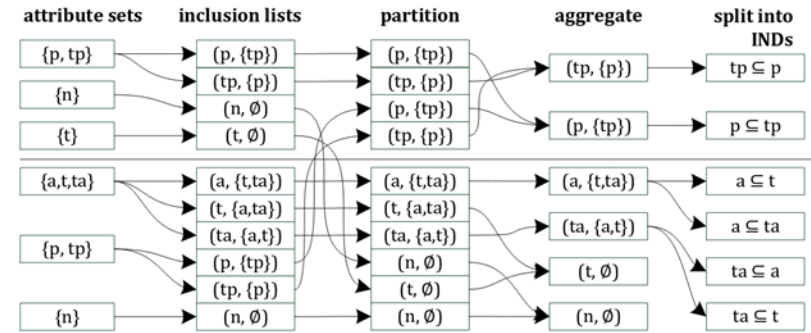 attribute sets inclusion lists partition aggregate split into
INDs
{p, tp} (p, {tp}) (p, {tp})
(tp, {p}) tp ⊆ p
(tp, {p}) (tp, {p})
{n} (n, Ø) (p, {tp})
(p, {tp}) p ⊆ tp
{t} (t, Ø) (tp, {p})
{a,t,ta} (a, {t,ta}) (a, {t,ta}) (a, {t,ta}) a ⊆ t
(t, {a,ta}) (t, {a,ta})
(ta, {a,t}) a ⊆ ta
(ta, {a,t}) (ta, {a,t})
{p, tp} (p, {tp}) (n, Ø)
(t, Ø) ta ⊆ a
(tp, {p}) (t, Ø)
{n} (n, Ø) (n, Ø) (n, Ø) ta ⊆ t